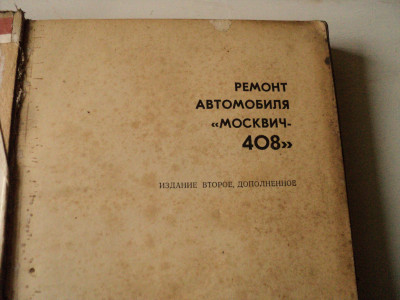 РЕМОНТ
АВТОМОБИЛЯ
«МОСКВИЧ-
408»
ИЗДАНИЕ ВТОРОЕ, ДОПОЛНЕННОЕ